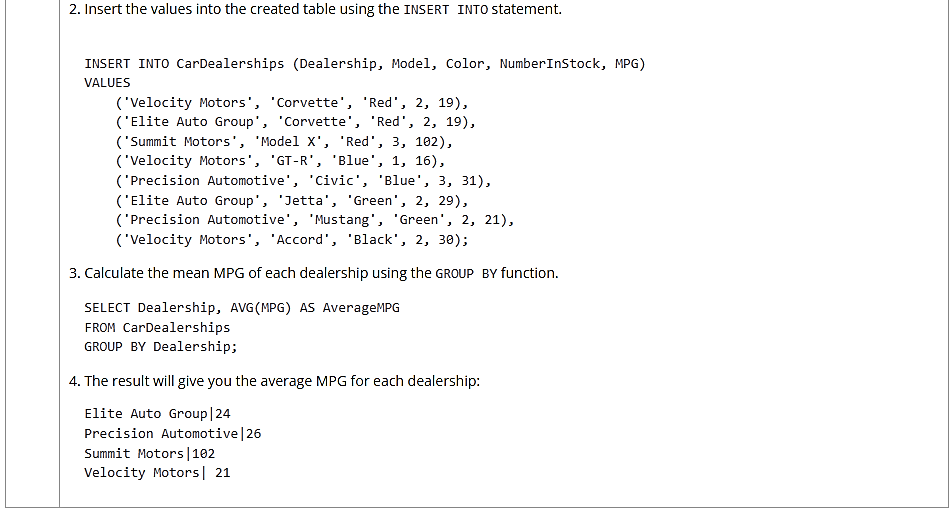 2. Insert the values into the created table using the INSERT INTO statement.
INSERT INTO CarDealerships (Dealership, Model, Color, NumberInStock, MPG)
VALUES
('Velocity Motors', 'Corvette', 'Red', 2, 19),
('Elite Auto Group', 'Corvette', 'Red', 2, 19),
('Summit Motors', 'Model X', 'Red', 3, 102),
('Velocity Motors', 'GT-R', 'Blue', 1, 16),
('Precision Automotive', 'Civic', 'Blue', 3, 31),
('Elite Auto Group', 'Jetta', 'Green', 2, 29),
('Precision Automotive', 'Mustang', 'Green', 2, 21),
('Velocity Motors', 'Accord', 'Black', 2, 30);
3. Calculate the mean MPG of each dealership using the GROUP BY function.
SELECT Dealership, AVG(MPG) AS AverageMPG
FROM CarDealerships
GROUP BY Dealership;
4. The result will give you the average MPG for each dealership:
Elite Auto Group|24
Precision Automotive|26
Summit Motors|102
Velocity Motors| 21